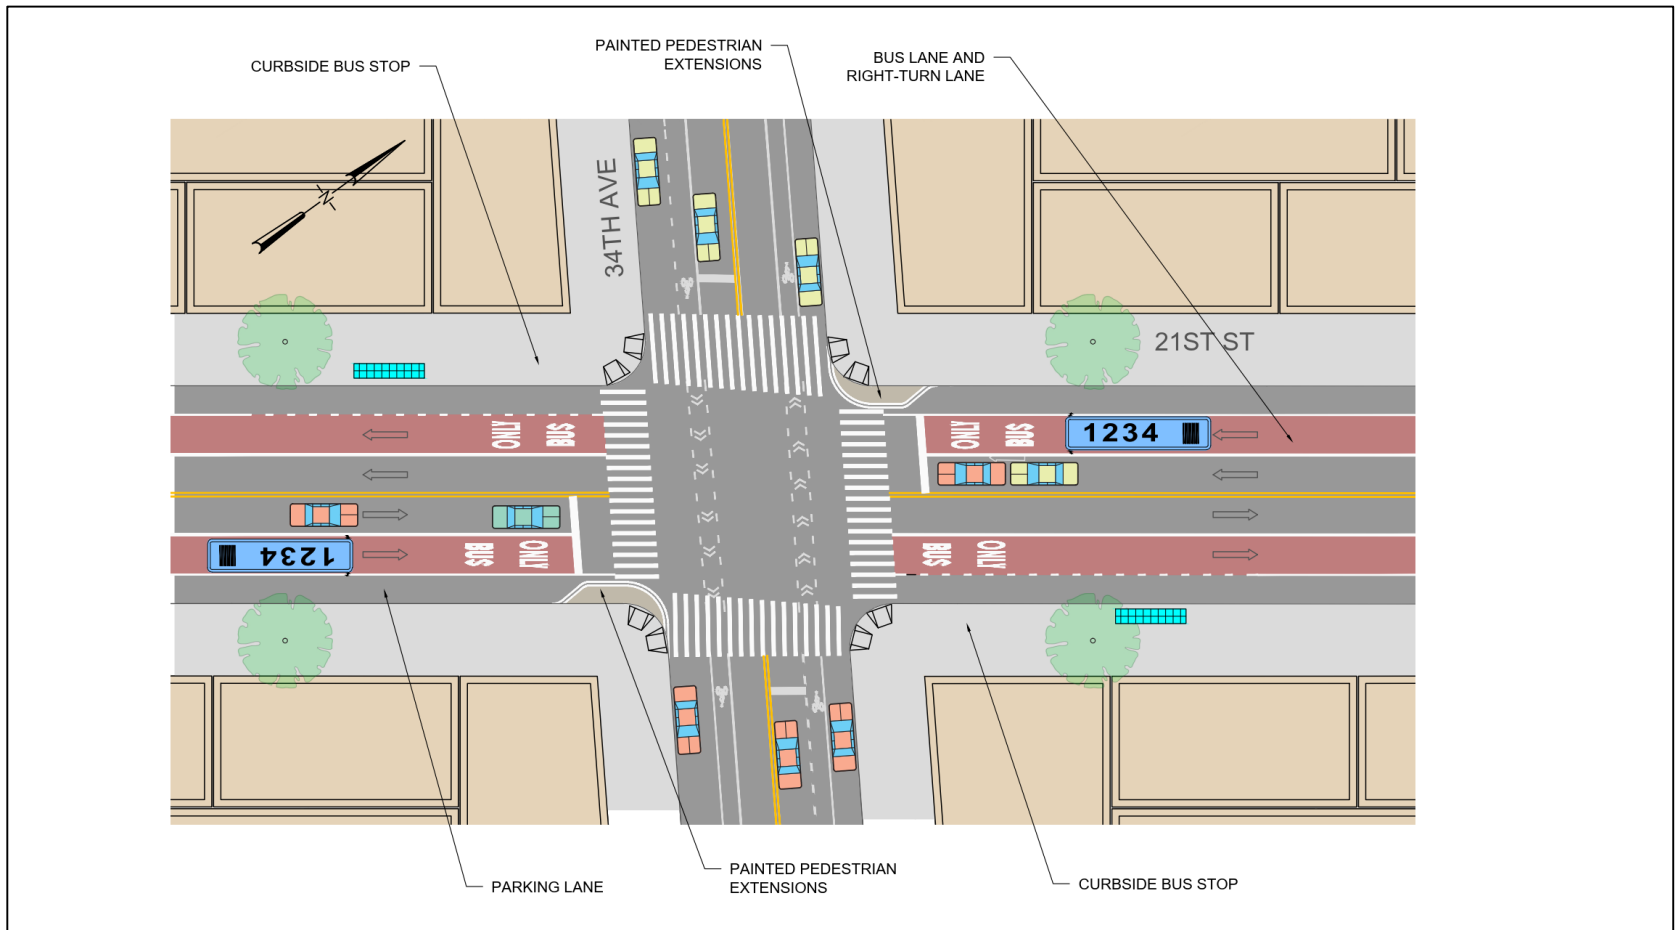 PAINTED PEDESTRIAN
EXTENSIONS
CURBSIDE BUS STOP
BUS LANE AND
RIGHT-TURN LANE
34TH AVE
N
21ST ST
ONLY BUS
ONLY BUS
1234
1234
BUS ONLY
BUS ONLY
PAINTED PEDESTRIAN
EXTENSIONS
PARKING LANE
CURBSIDE BUS STOP